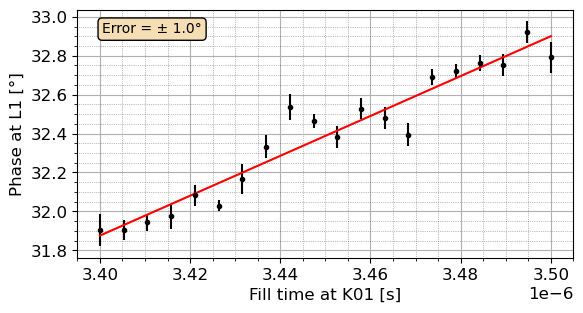 Error = ± 1.0°
Phase at L1 [°]
33.0
32.8
32.6
32.4
32.2
32.0
31.8
3.40 3.42 3.44 3.46 3.48 3.50
Fill time at K01 [s]
1e−6